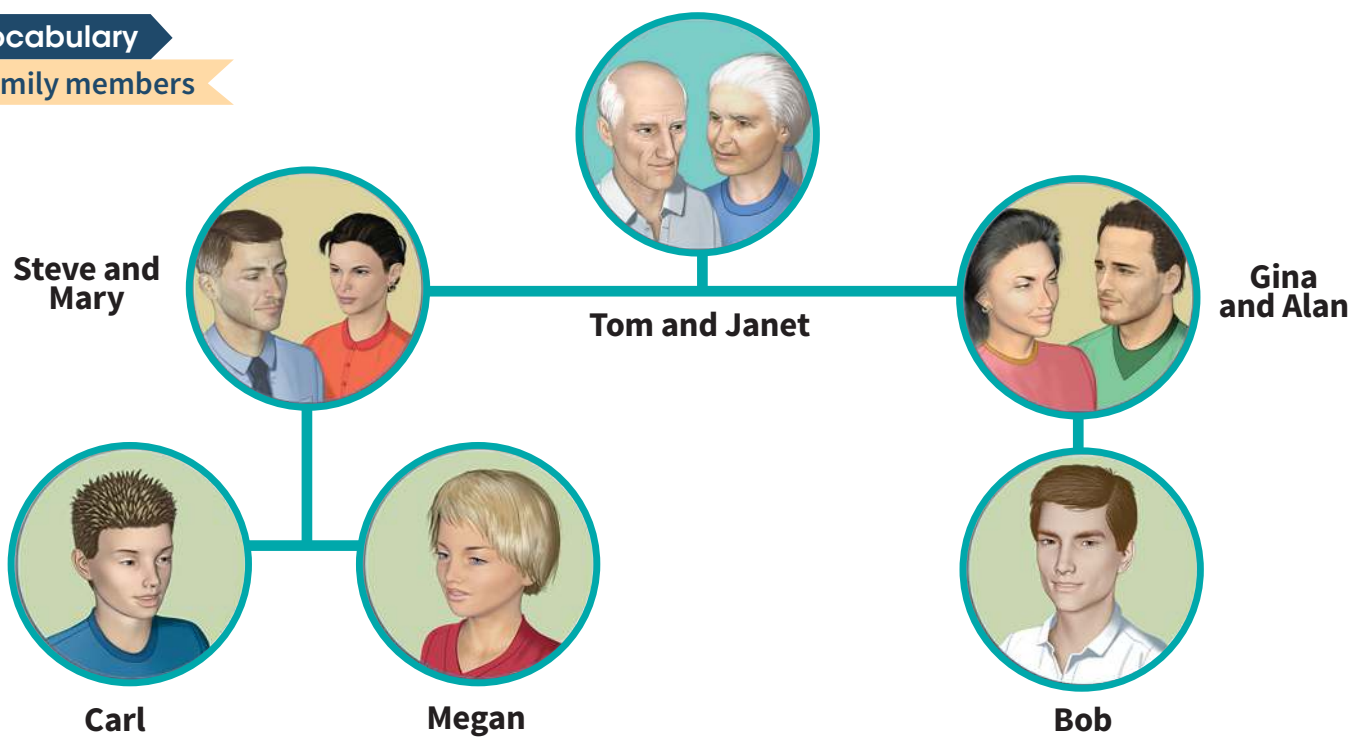 ocabulary
mily members
Steve and
Mary
Tom and Janet
Gina
and Alan
Carl
Megan
Bob